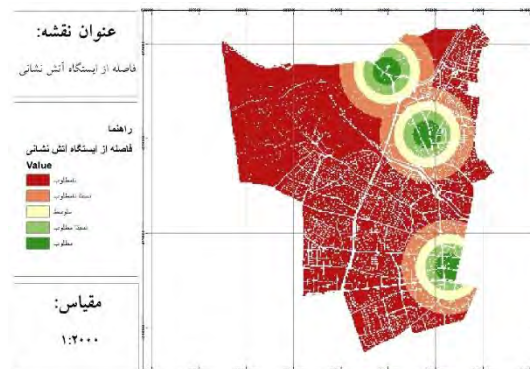 عنوان نقشه:
فاصله از ایستگاه آتش نشانی
راهنما
فاصله از ایستگاه آتش نشانی
Value
نامطلوب
نسبتا نامطلوب
متوسط
نسبتا مطلوب
مطلوب
مقیاس:
۱:۲۰۰۰